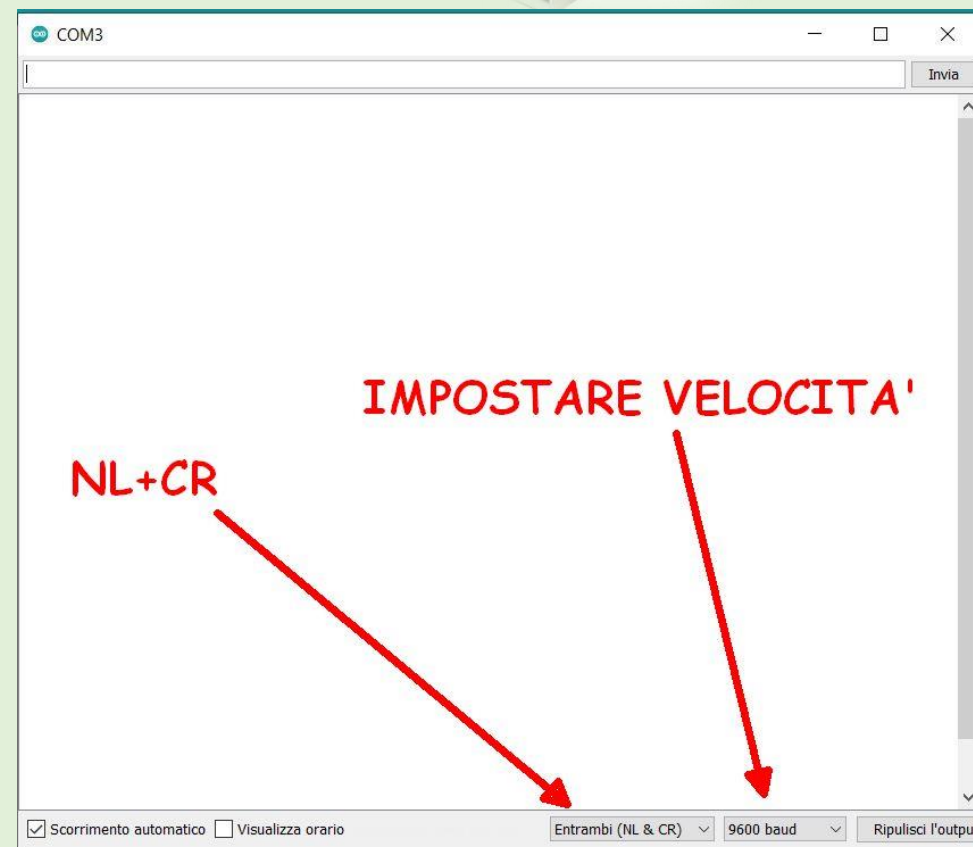 COM3
Invia
IMPOSTARE VELOCITA'
NL+CR
Scorrimento automatico Visualizza orario Entrambi (NL & CR) 9600 baud Ripulisci l'outpu